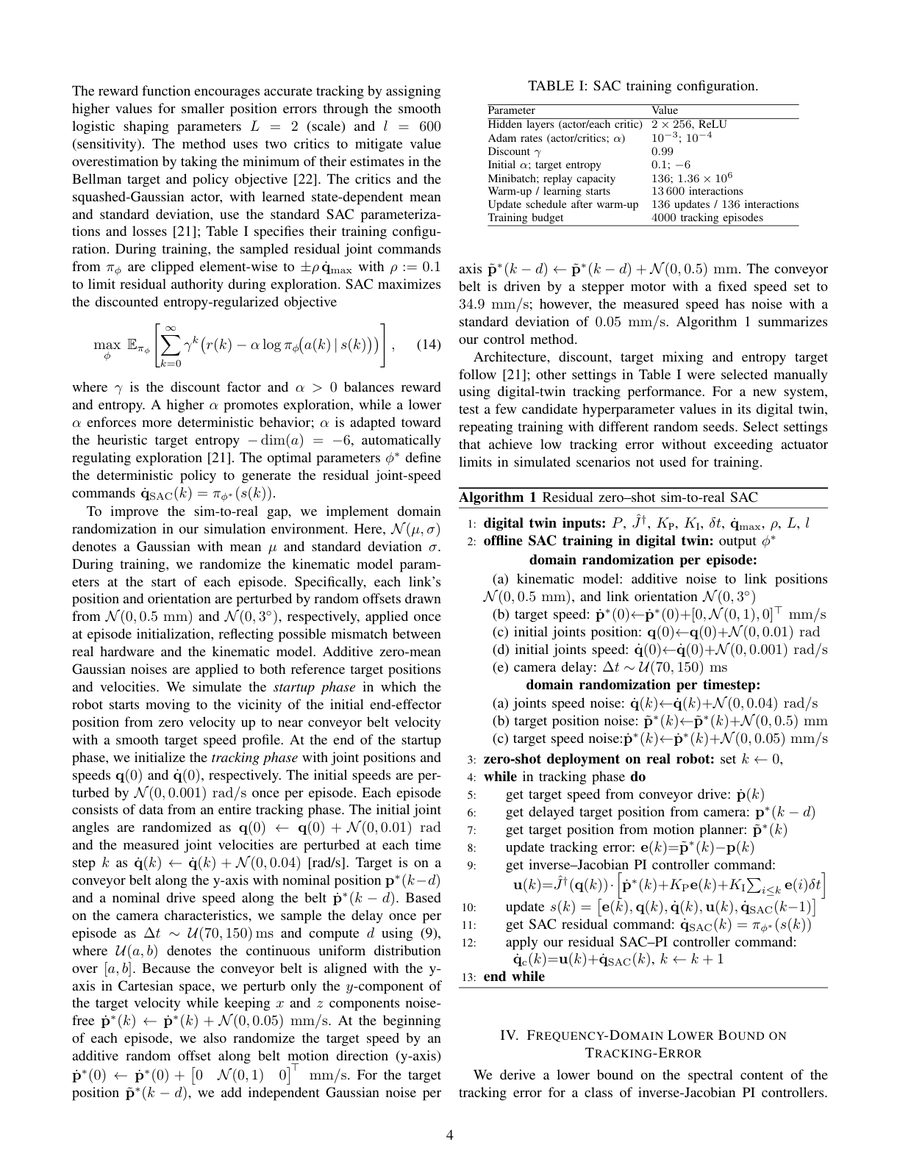 The reward function encourages accurate tracking by assigning
higher values for smaller position errors through the smooth
logistic shaping parameters L = 2 (scale) and l = 600
(sensitivity). The method uses two critics to mitigate value
overestimation by taking the minimum of their estimates in the
Bellman target and policy objective [22]. The critics and the
squashed-Gaussian actor, with learned state-dependent mean
and standard deviation, use the standard SAC parameteriza-
tions and losses [21]; Table I specifies their training configu-
ration. During training, the sampled residual joint commands
from π_ϕ are clipped element-wise to ±ρ q̇_max with ρ := 0.1
to limit residual authority during exploration. SAC maximizes
the discounted entropy-regularized objective
max_ϕ 𝔼_{π_ϕ} [ ∑_{k=0}^{∞} γ^k (r(k) − α log π_ϕ(a(k) | s(k))) ] , (14)
where γ is the discount factor and α > 0 balances reward
and entropy. A higher α promotes exploration, while a lower
α enforces more deterministic behavior; α is adapted toward
the heuristic target entropy − dim(a) = −6, automatically
regulating exploration [21]. The optimal parameters ϕ* define
the deterministic policy to generate the residual joint-speed
commands q̇_SAC(k) = π_ϕ*(s(k)).
To improve the sim-to-real gap, we implement domain
randomization in our simulation environment. Here, 𝒩(μ, σ)
denotes a Gaussian with mean μ and standard deviation σ.
During training, we randomize the kinematic model param-
eters at the start of each episode. Specifically, each link's
position and orientation are perturbed by random offsets drawn
from 𝒩(0, 0.5 mm) and 𝒩(0, 3°), respectively, applied once
at episode initialization, reflecting possible mismatch between
real hardware and the kinematic model. Additive zero-mean
Gaussian noises are applied to both reference target positions
and velocities. We simulate the startup phase in which the
robot starts moving to the vicinity of the initial end-effector
position from zero velocity up to near conveyor belt velocity
with a smooth target speed profile. At the end of the startup
phase, we initialize the tracking phase with joint positions and
speeds q(0) and q̇(0), respectively. The initial speeds are per-
turbed by 𝒩(0, 0.001) rad/s once per episode. Each episode
consists of data from an entire tracking phase. The initial joint
angles are randomized as q(0) ← q(0) + 𝒩(0, 0.01) rad
and the measured joint velocities are perturbed at each time
step k as q̇(k) ← q̇(k) + 𝒩(0, 0.04) [rad/s]. Target is on a
conveyor belt along the y-axis with nominal position p*(k−d)
and a nominal drive speed along the belt ṗ*(k − d). Based
on the camera characteristics, we sample the delay once per
episode as Δt ∼ 𝒰(70, 150) ms and compute d using (9),
where 𝒰(a, b) denotes the continuous uniform distribution
over [a, b]. Because the conveyor belt is aligned with the y-
axis in Cartesian space, we perturb only the y-component of
the target velocity while keeping x and z components noise-
free ṗ*(k) ← ṗ*(k) + 𝒩(0, 0.05) mm/s. At the beginning
of each episode, we also randomize the target speed by an
additive random offset along belt motion direction (y-axis)
ṗ*(0) ← ṗ*(0) + [0 𝒩(0, 1) 0]^⊤ mm/s. For the target
position p̃*(k − d), we add independent Gaussian noise per
TABLE I: SAC training configuration.
Parameter Value
Hidden layers (actor/each critic) 2 × 256, ReLU
Adam rates (actor/critics; α) 10⁻³; 10⁻⁴
Discount γ 0.99
Initial α; target entropy 0.1; −6
Minibatch; replay capacity 136; 1.36 × 10⁶
Warm-up / learning starts 13 600 interactions
Update schedule after warm-up 136 updates / 136 interactions
Training budget 4000 tracking episodes
axis p̃*(k − d) ← p̃*(k − d) + 𝒩(0, 0.5) mm. The conveyor
belt is driven by a stepper motor with a fixed speed set to
34.9 mm/s; however, the measured speed has noise with a
standard deviation of 0.05 mm/s. Algorithm 1 summarizes
our control method.
Architecture, discount, target mixing and entropy target
follow [21]; other settings in Table I were selected manually
using digital-twin tracking performance. For a new system,
test a few candidate hyperparameter values in its digital twin,
repeating training with different random seeds. Select settings
that achieve low tracking error without exceeding actuator
limits in simulated scenarios not used for training.
Algorithm 1 Residual zero–shot sim-to-real SAC
1: digital twin inputs: P, Ĵ†, K_P, K_I, δt, q̇_max, ρ, L, l
2: offline SAC training in digital twin: output ϕ*
domain randomization per episode:
(a) kinematic model: additive noise to link positions
𝒩(0, 0.5 mm), and link orientation 𝒩(0, 3°)
(b) target speed: ṗ*(0)←ṗ*(0)+[0, 𝒩(0, 1), 0]^⊤ mm/s
(c) initial joints position: q(0)←q(0)+𝒩(0, 0.01) rad
(d) initial joints speed: q̇(0)←q̇(0)+𝒩(0, 0.001) rad/s
(e) camera delay: Δt ∼ 𝒰(70, 150) ms
domain randomization per timestep:
(a) joints speed noise: q̇(k)←q̇(k)+𝒩(0, 0.04) rad/s
(b) target position noise: p̃*(k)←p̃*(k)+𝒩(0, 0.5) mm
(c) target speed noise:ṗ*(k)←ṗ*(k)+𝒩(0, 0.05) mm/s
3: zero-shot deployment on real robot: set k ← 0,
4: while in tracking phase do
5: get target speed from conveyor drive: ṗ(k)
6: get delayed target position from camera: p*(k − d)
7: get target position from motion planner: p̃*(k)
8: update tracking error: e(k)=p̃*(k)−p(k)
9: get inverse–Jacobian PI controller command:
u(k)=Ĵ†(q(k))·[ṗ*(k)+K_P e(k)+K_I ∑_{i≤k} e(i)δt]
10: update s(k) = [e(k), q(k), q̇(k), u(k), q̇_SAC(k−1)]
11: get SAC residual command: q̇_SAC(k) = π_ϕ*(s(k))
12: apply our residual SAC–PI controller command:
q̇_c(k)=u(k)+q̇_SAC(k), k ← k + 1
13: end while
IV. FREQUENCY-DOMAIN LOWER BOUND ON
TRACKING-ERROR
We derive a lower bound on the spectral content of the
tracking error for a class of inverse-Jacobian PI controllers.
4